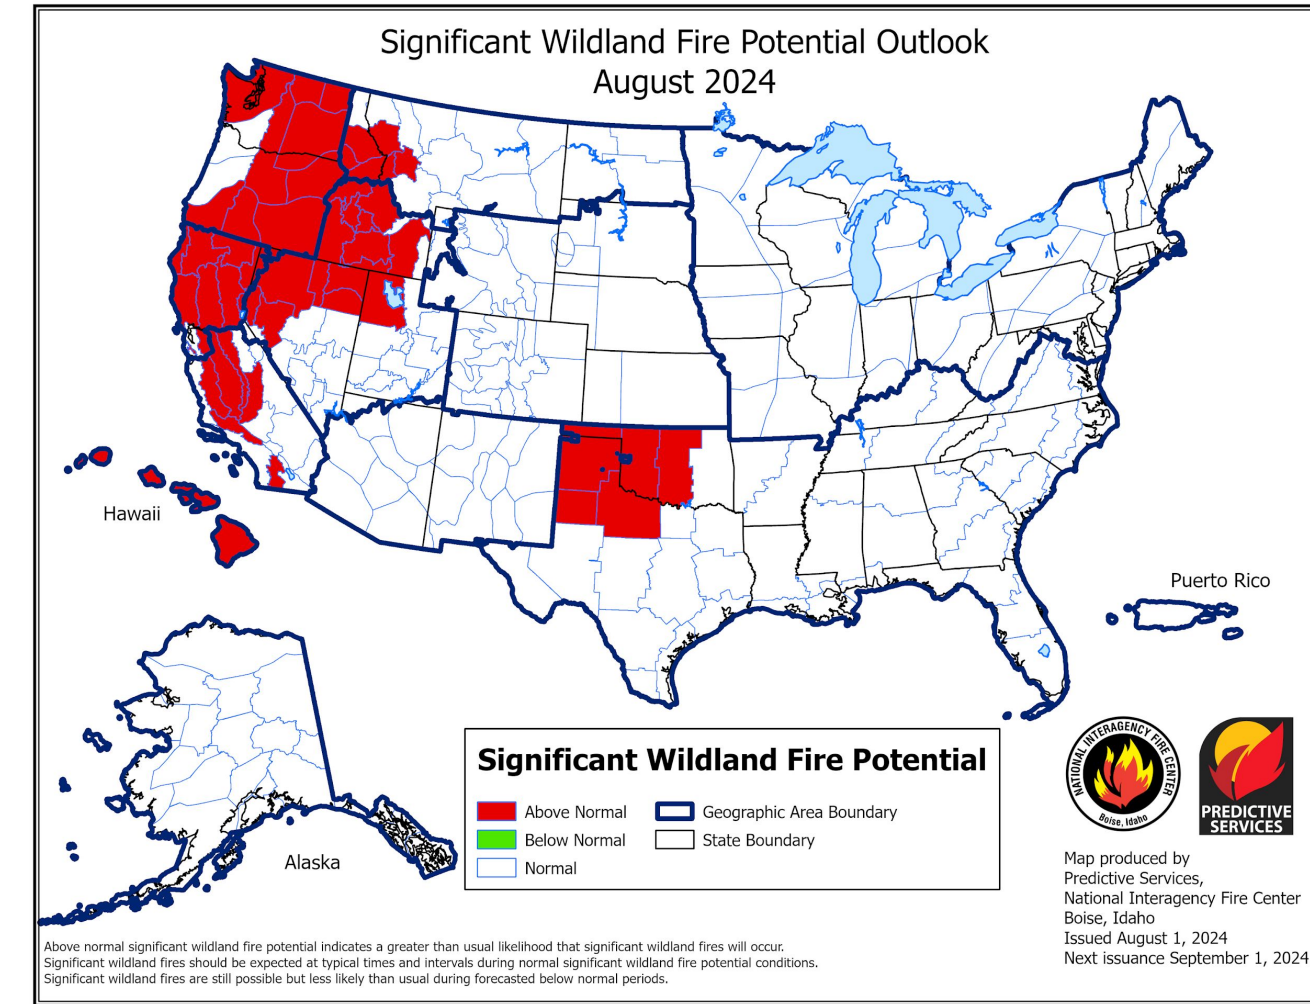 Significant Wildland Fire Potential Outlook
August 2024
Hawaii
Puerto Rico
Alaska
Significant Wildland Fire Potential
Above Normal
Below Normal
Normal
Geographic Area Boundary
State Boundary
NATIONAL INTERAGENCY FIRE CENTER
Boise, Idaho
PREDICTIVE
SERVICES
Map produced by
Predictive Services,
National Interagency Fire Center
Boise, Idaho
Issued August 1, 2024
Next issuance September 1, 2024
Above normal significant wildland fire potential indicates a greater than usual likelihood that significant wildland fires will occur.
Significant wildland fires should be expected at typical times and intervals during normal significant wildland fire potential conditions.
Significant wildland fires are still possible but less likely than usual during forecasted below normal periods.